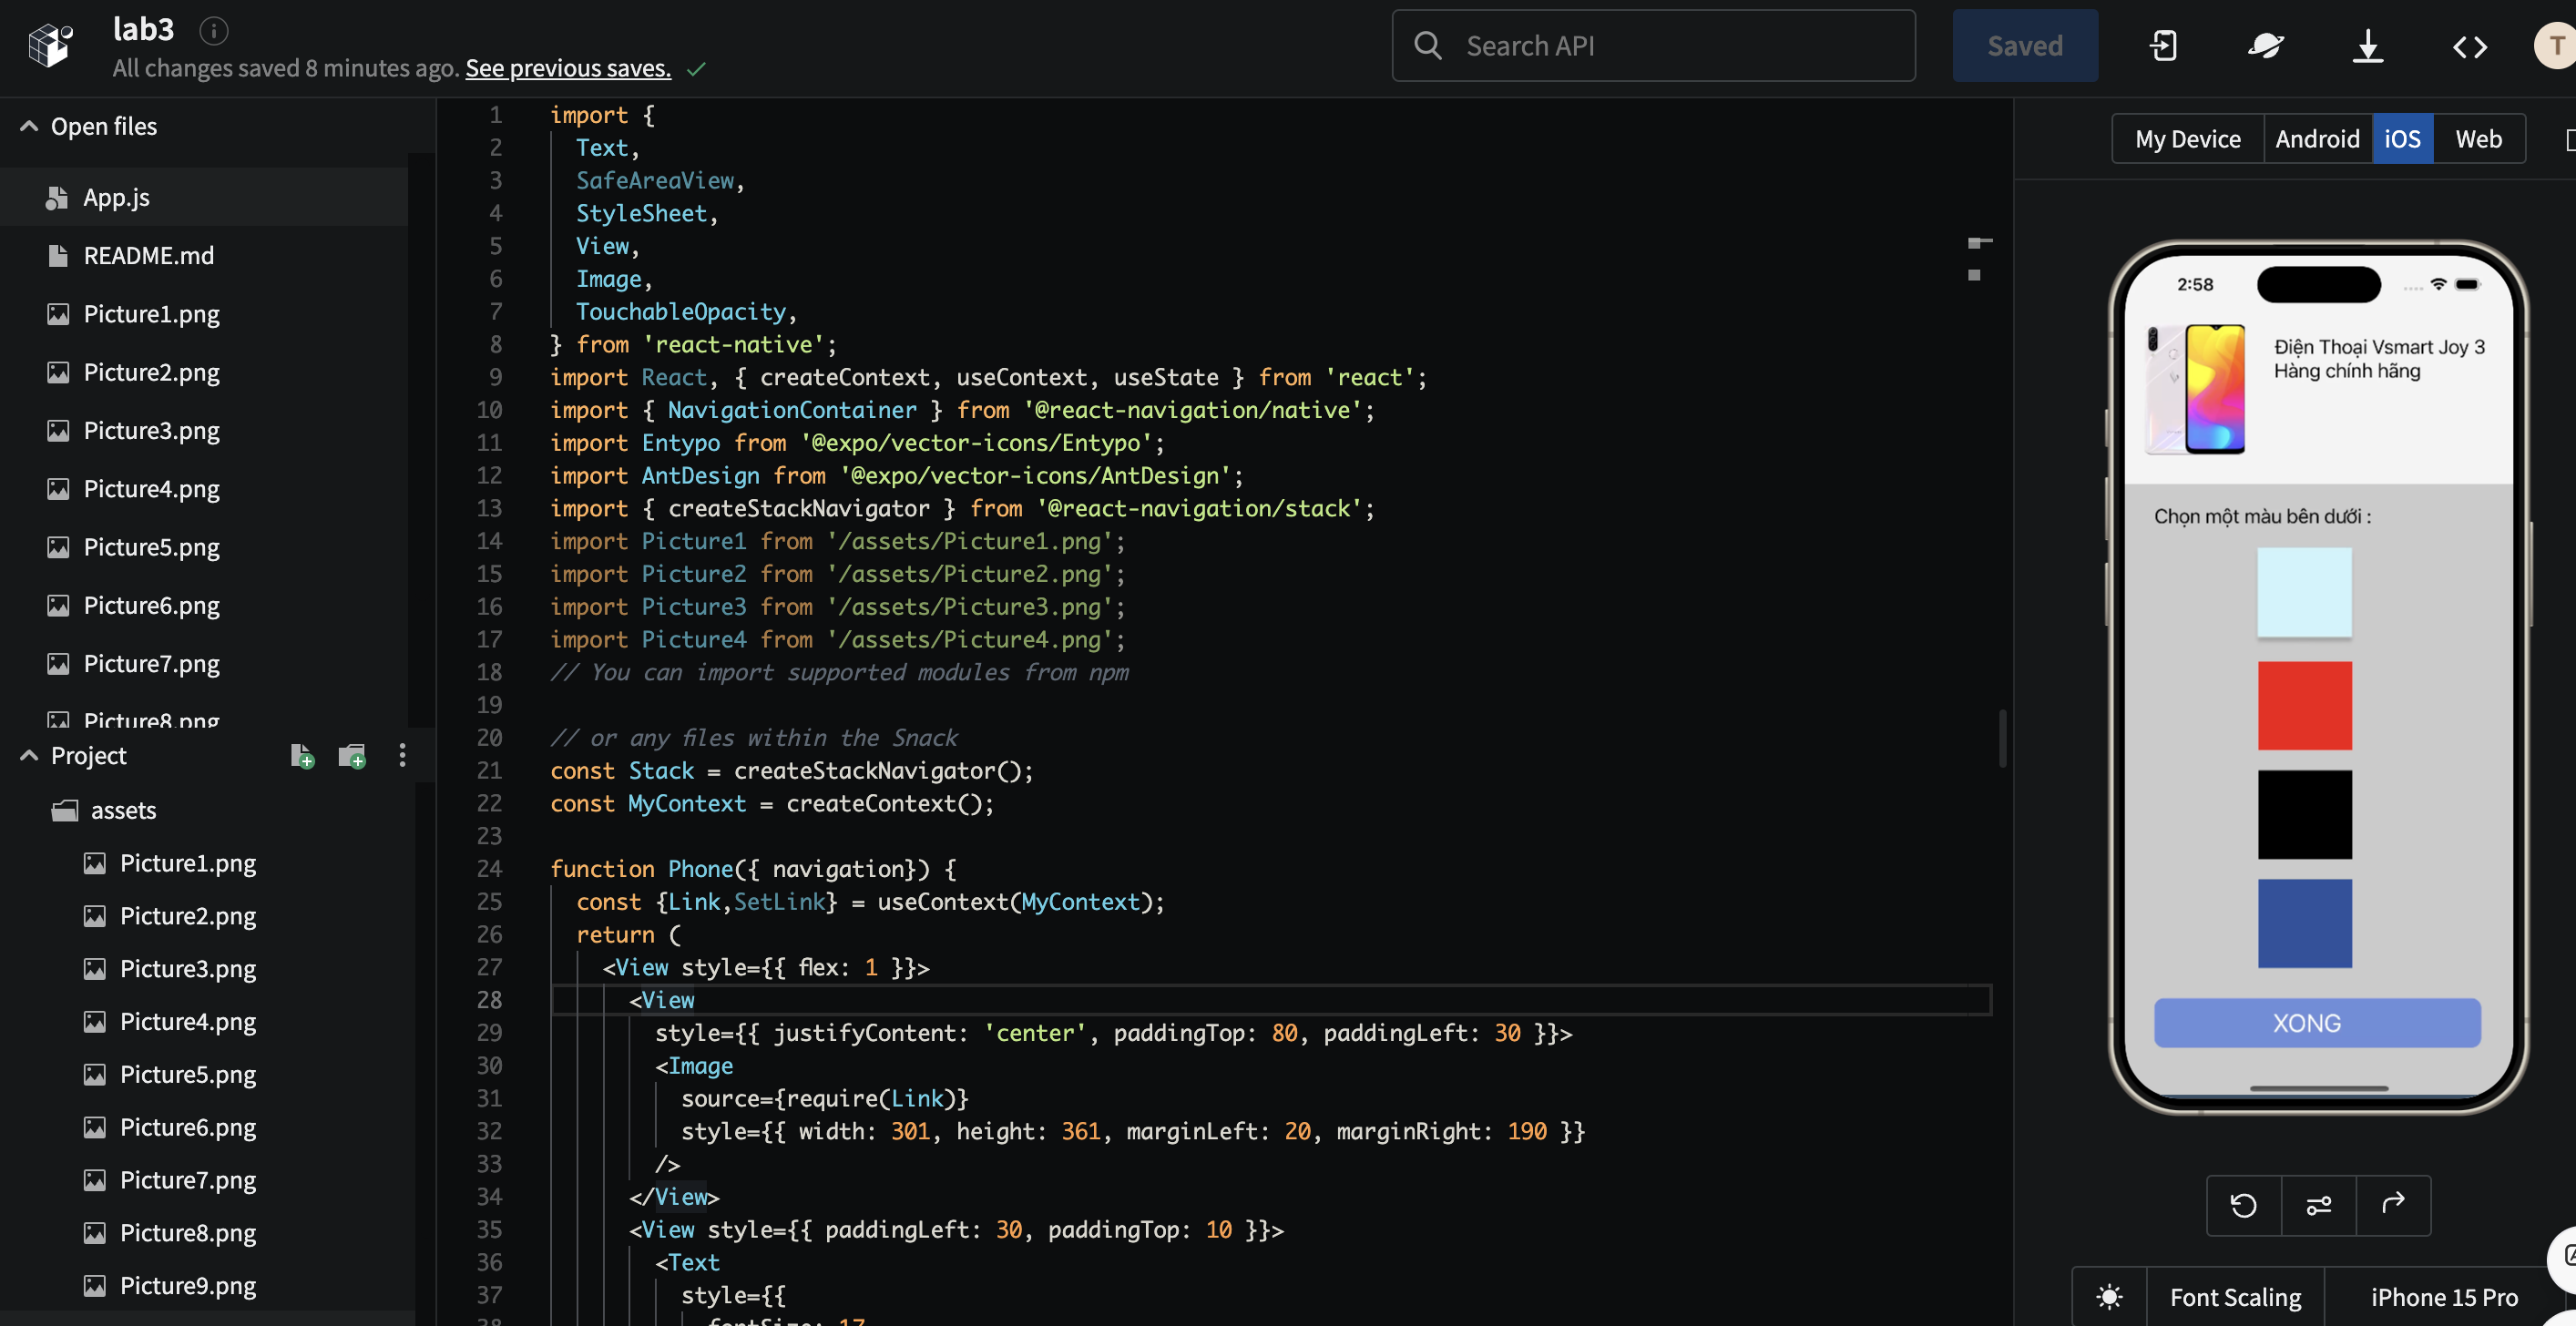 lab3
All changes saved 8 minutes ago. See previous saves.
Search API
Saved
T
Open files
App.js
README.md
Picture1.png
Picture2.png
Picture3.png
Picture4.png
Picture5.png
Picture6.png
Picture7.png
Picture8.png
Project
assets
Picture1.png
Picture2.png
Picture3.png
Picture4.png
Picture5.png
Picture6.png
Picture7.png
Picture8.png
Picture9.png
1 import {
2 Text,
3 SafeAreaView,
4 StyleSheet,
5 View,
6 Image,
7 TouchableOpacity,
8 } from 'react-native';
9 import React, { createContext, useContext, useState } from 'react';
10 import { NavigationContainer } from '@react-navigation/native';
11 import Entypo from '@expo/vector-icons/Entypo';
12 import AntDesign from '@expo/vector-icons/AntDesign';
13 import { createStackNavigator } from '@react-navigation/stack';
14 import Picture1 from '/assets/Picture1.png';
15 import Picture2 from '/assets/Picture2.png';
16 import Picture3 from '/assets/Picture3.png';
17 import Picture4 from '/assets/Picture4.png';
18 // You can import supported modules from npm
19
20 // or any files within the Snack
21 const Stack = createStackNavigator();
22 const MyContext = createContext();
23
24 function Phone({ navigation}) {
25 const {Link,SetLink} = useContext(MyContext);
26 return (
27 <View style={{ flex: 1 }}>
28 <View
29 style={{ justifyContent: 'center', paddingTop: 80, paddingLeft: 30 }}>
30 <Image
31 source={require(Link)}
32 style={{ width: 301, height: 361, marginLeft: 20, marginRight: 190 }}
33 />
34 </View>
35 <View style={{ paddingLeft: 30, paddingTop: 10 }}>
36 <Text
37 style={{
38 fontSize: 17,
My Device Android iOS Web
2:58
Điện Thoại Vsmart Joy 3
Hàng chính hãng
Chọn một màu bên dưới :
XONG
Font Scaling
iPhone 15 Pro